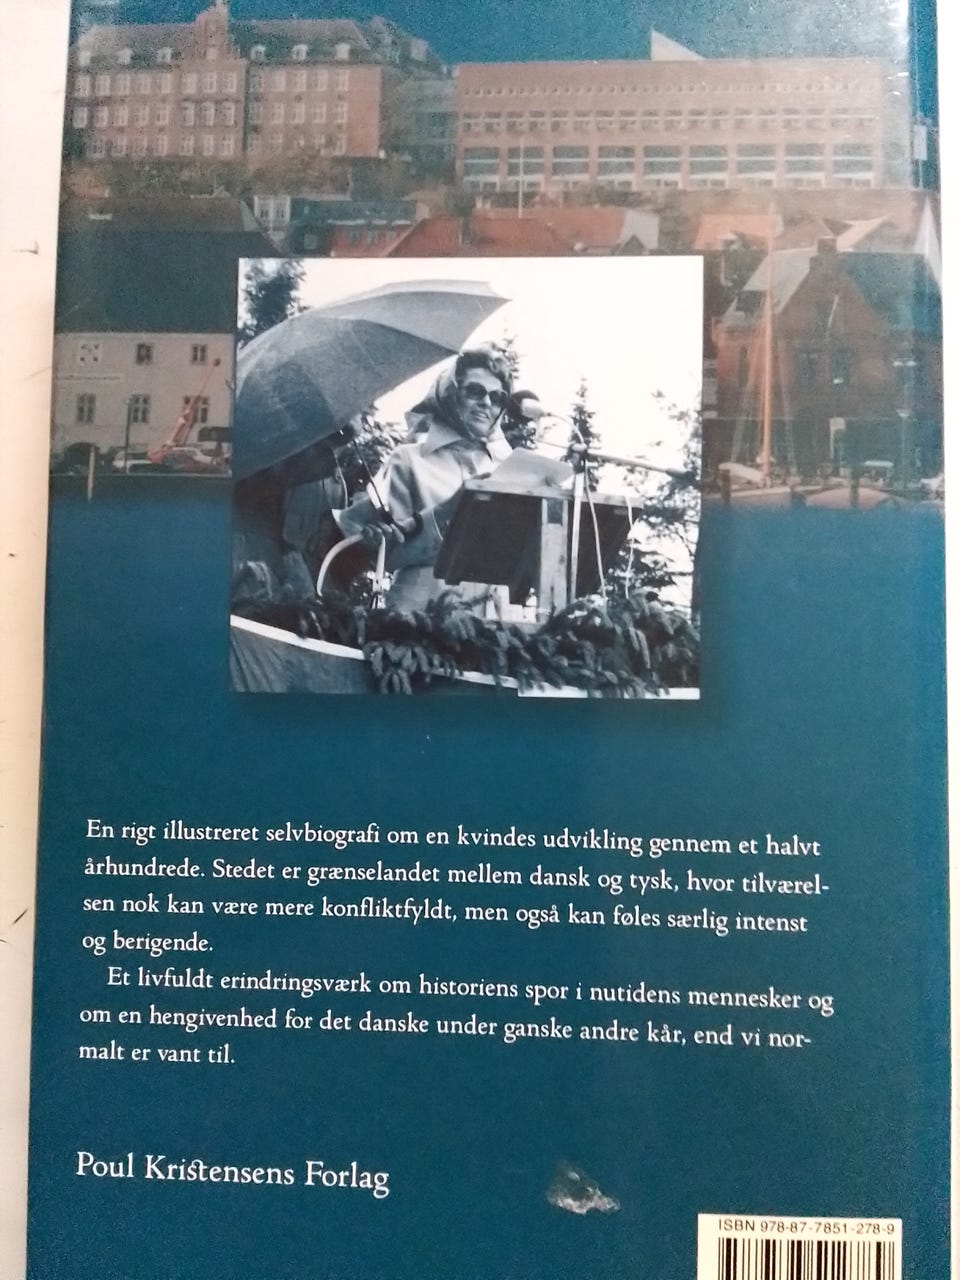 En rigt illustreret selvbiografi om en kvindes udvikling gennem et halvt
århundrede. Stedet er grænselandet mellem dansk og tysk, hvor tilværel-
sen nok kan være mere konfliktfyldt, men også kan føles særlig intenst
og berigende.
Et livfuldt erindringsværk om historiens spor i nutidens mennesker og
om en hengivenhed for det danske under ganske andre kår, end vi nor-
malt er vant til.
Poul Kristensens Forlag
ISBN 978-87-7851-278-9